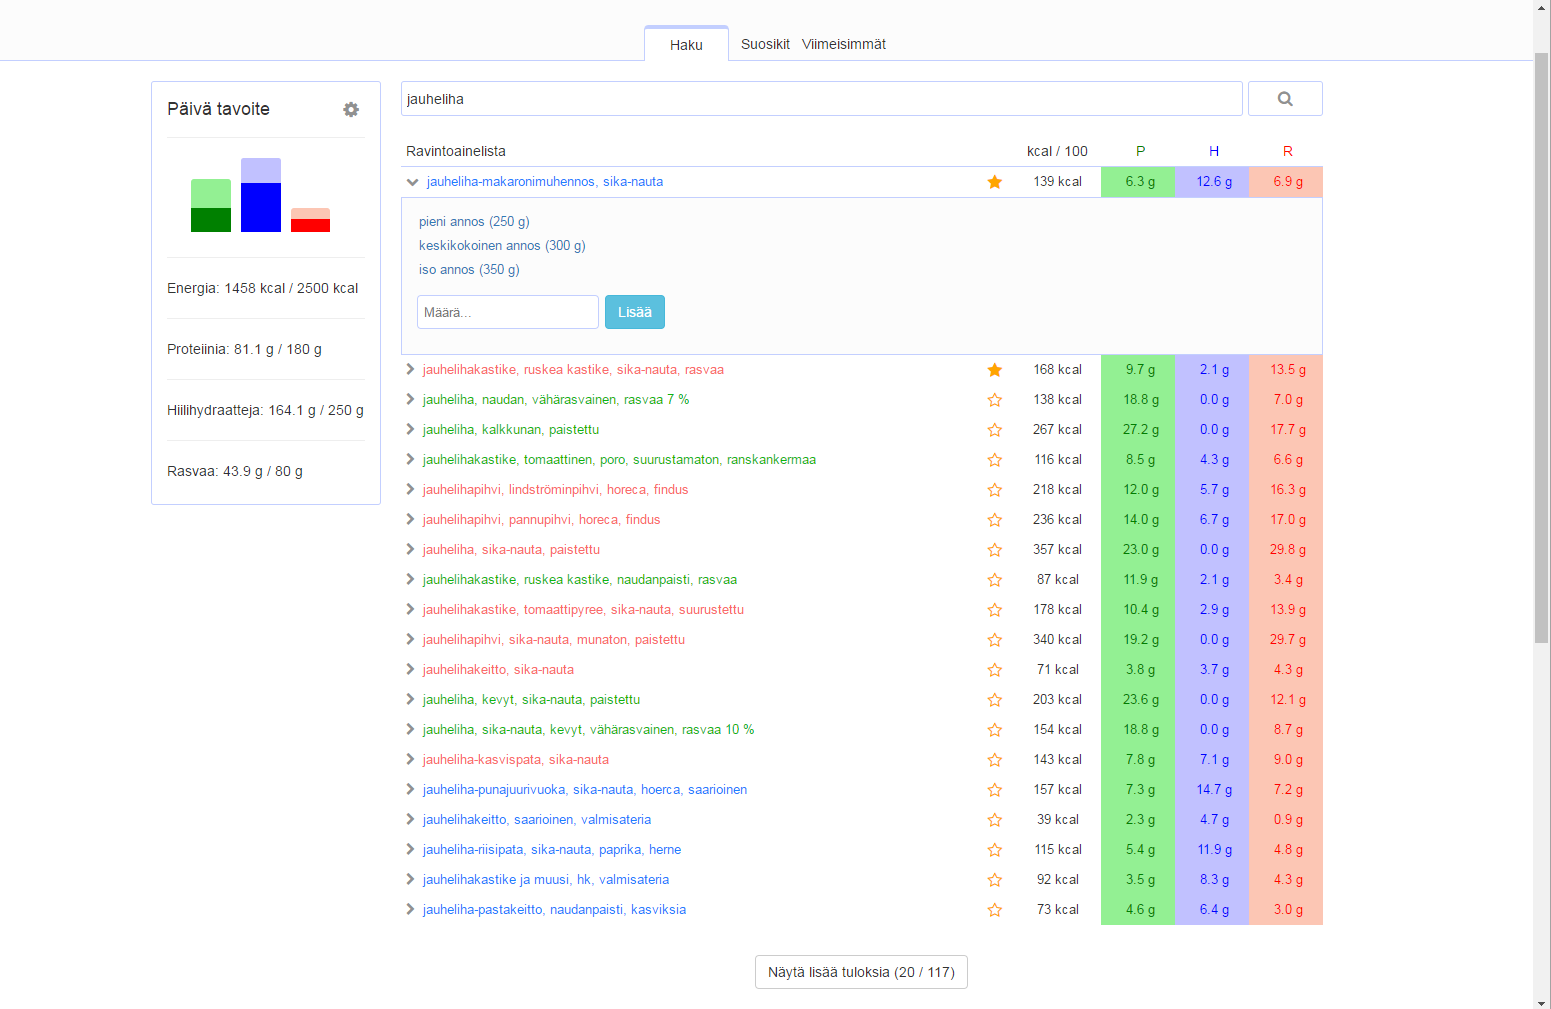 Haku Suosikit Viimeisimmät
Päivä tavoite
Energia: 1458 kcal / 2500 kcal
Proteiinia: 81.1 g / 180 g
Hiilihydraatteja: 164.1 g / 250 g
Rasvaa: 43.9 g / 80 g
jauheliha
Ravintoainelista kcal / 100 P H R
jauheliha-makaronimuhennos, sika-nauta 139 kcal 6.3 g 12.6 g 6.9 g
pieni annos (250 g)
keskikokoinen annos (300 g)
iso annos (350 g)
Määrä... Lisää
jauhelihakastike, ruskea kastike, sika-nauta, rasvaa 168 kcal 9.7 g 2.1 g 13.5 g
jauheliha, naudan, vähärasvainen, rasvaa 7 % 138 kcal 18.8 g 0.0 g 7.0 g
jauheliha, kalkkunan, paistettu 267 kcal 27.2 g 0.0 g 17.7 g
jauhelihakastike, tomaattinen, poro, suurustamaton, ranskankermaa 116 kcal 8.5 g 4.3 g 6.6 g
jauhelihapihvi, lindströminpihvi, horeca, findus 218 kcal 12.0 g 5.7 g 16.3 g
jauhelihapihvi, pannupihvi, horeca, findus 236 kcal 14.0 g 6.7 g 17.0 g
jauheliha, sika-nauta, paistettu 357 kcal 23.0 g 0.0 g 29.8 g
jauhelihakastike, ruskea kastike, naudanpaisti, rasvaa 87 kcal 11.9 g 2.1 g 3.4 g
jauhelihakastike, tomaattipyree, sika-nauta, suurustettu 178 kcal 10.4 g 2.9 g 13.9 g
jauhelihapihvi, sika-nauta, munaton, paistettu 340 kcal 19.2 g 0.0 g 29.7 g
jauhelihakeitto, sika-nauta 71 kcal 3.8 g 3.7 g 4.3 g
jauheliha, kevyt, sika-nauta, paistettu 203 kcal 23.6 g 0.0 g 12.1 g
jauheliha, sika-nauta, kevyt, vähärasvainen, rasvaa 10 % 154 kcal 18.8 g 0.0 g 8.7 g
jauheliha-kasvispata, sika-nauta 143 kcal 7.8 g 7.1 g 9.0 g
jauheliha-punajuurivuoka, sika-nauta, hoerca, saarioinen 157 kcal 7.3 g 14.7 g 7.2 g
jauhelihakeitto, saarioinen, valmisateria 39 kcal 2.3 g 4.7 g 0.9 g
jauheliha-riisipata, sika-nauta, paprika, herne 115 kcal 5.4 g 11.9 g 4.8 g
jauhelihakastike ja muusi, hk, valmisateria 92 kcal 3.5 g 8.3 g 4.3 g
jauheliha-pastakeitto, naudanpaisti, kasviksia 73 kcal 4.6 g 6.4 g 3.0 g
Näytä lisää tuloksia (20 / 117)